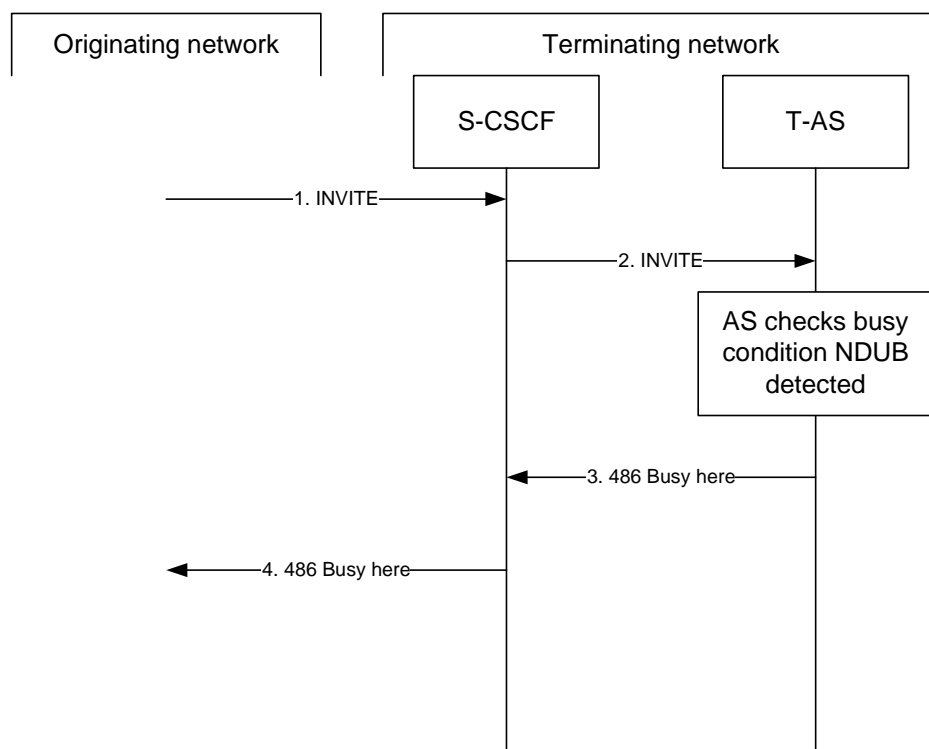 Originating network
Terminating network
S-CSCF
T-AS
1. INVITE
2. INVITE
AS checks busy
condition NDUB
detected
3. 486 Busy here
4. 486 Busy here